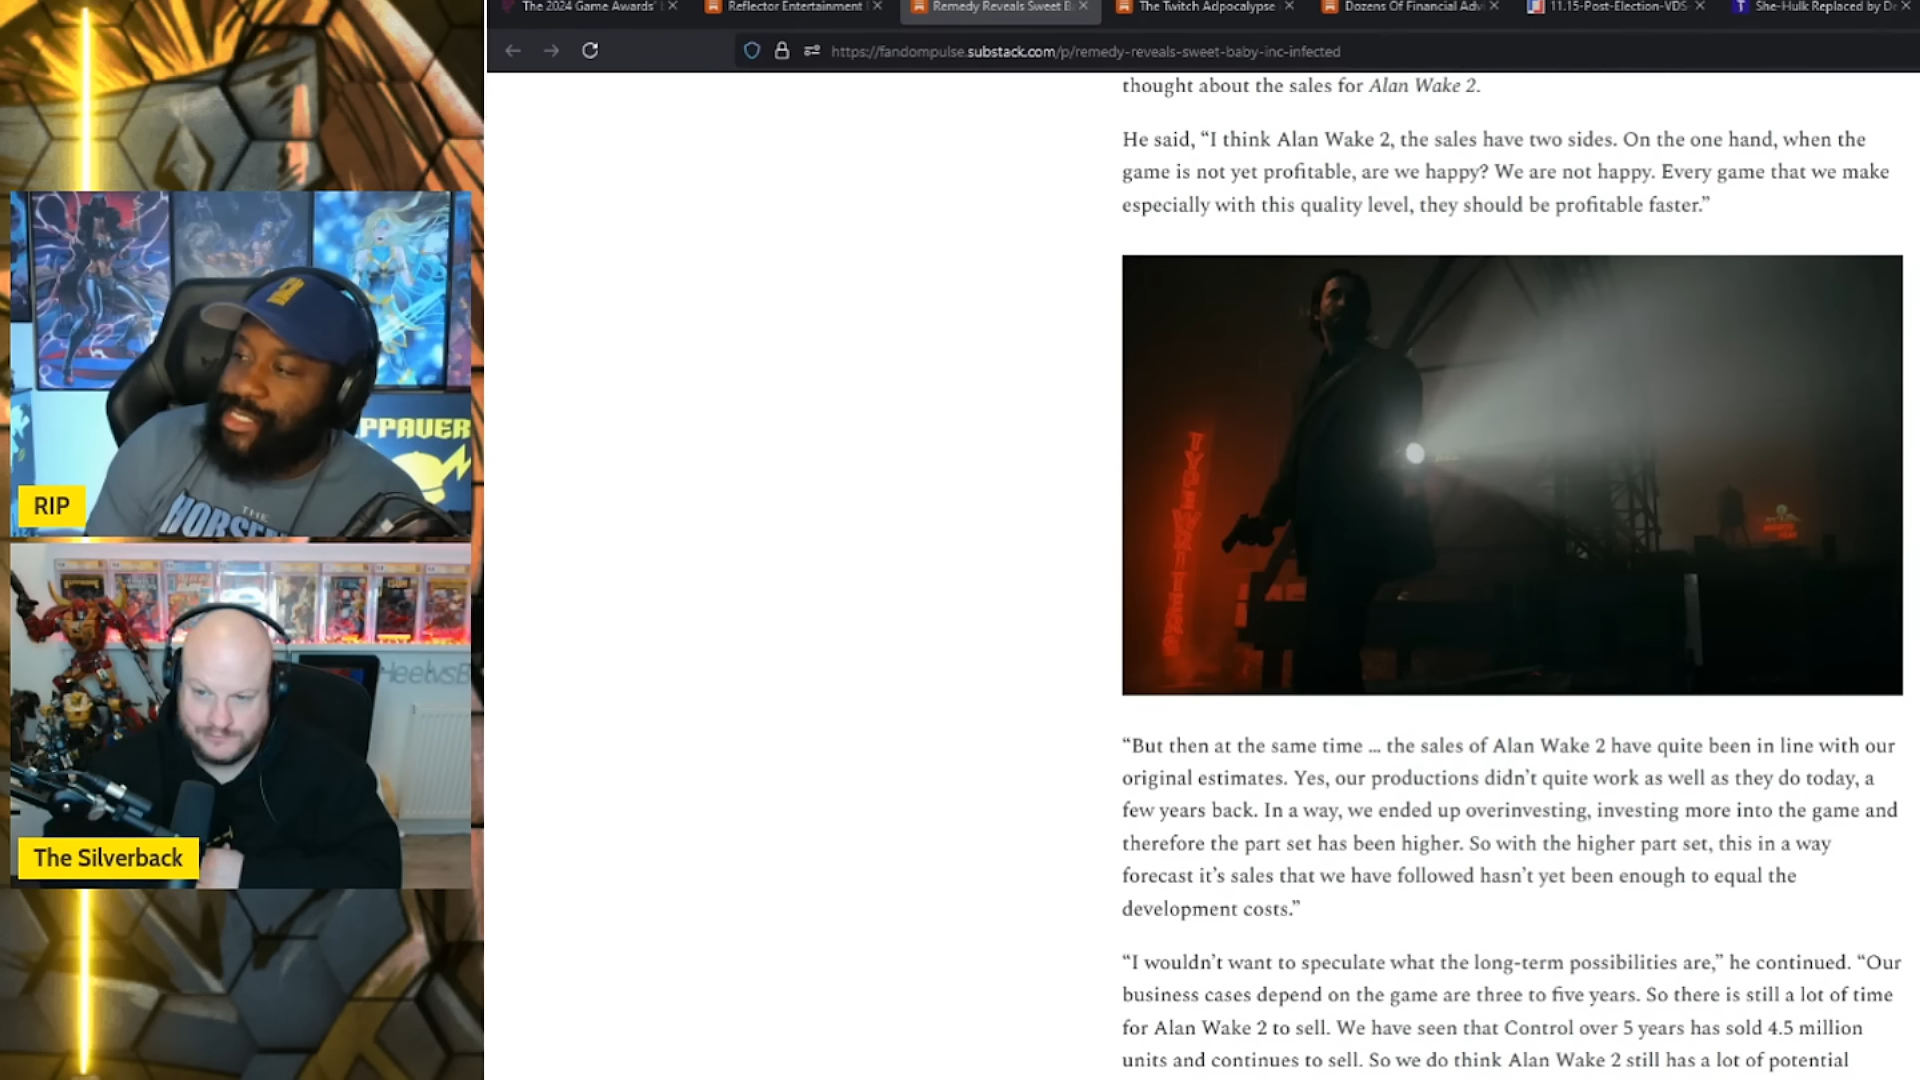 The 2024 Game Awards'
Reflector Entertainment
Remedy Reveals Sweet B
The Twitch Adpocalypse
Dozens Of Financial Adv
11.15-Post-Election-VDS
She-Hulk Replaced by De
https://fandompulse.substack.com/p/remedy-reveals-sweet-baby-inc-infected
thought about the sales for Alan Wake 2.
He said, “I think Alan Wake 2, the sales have two sides. On the one hand, when the
game is not yet profitable, are we happy? We are not happy. Every game that we make
especially with this quality level, they should be profitable faster.”
“But then at the same time ... the sales of Alan Wake 2 have quite been in line with our
original estimates. Yes, our productions didn’t quite work as well as they do today, a
few years back. In a way, we ended up overinvesting, investing more into the game and
therefore the part set has been higher. So with the higher part set, this in a way
forecast it’s sales that we have followed hasn’t yet been enough to equal the
development costs.”
“I wouldn’t want to speculate what the long-term possibilities are,” he continued. “Our
business cases depend on the game are three to five years. So there is still a lot of time
for Alan Wake 2 to sell. We have seen that Control over 5 years has sold 4.5 million
units and continues to sell. So we do think Alan Wake 2 still has a lot of potential
PPAVER
THE
HORSE
RIP
HeelvsB
The Silverback